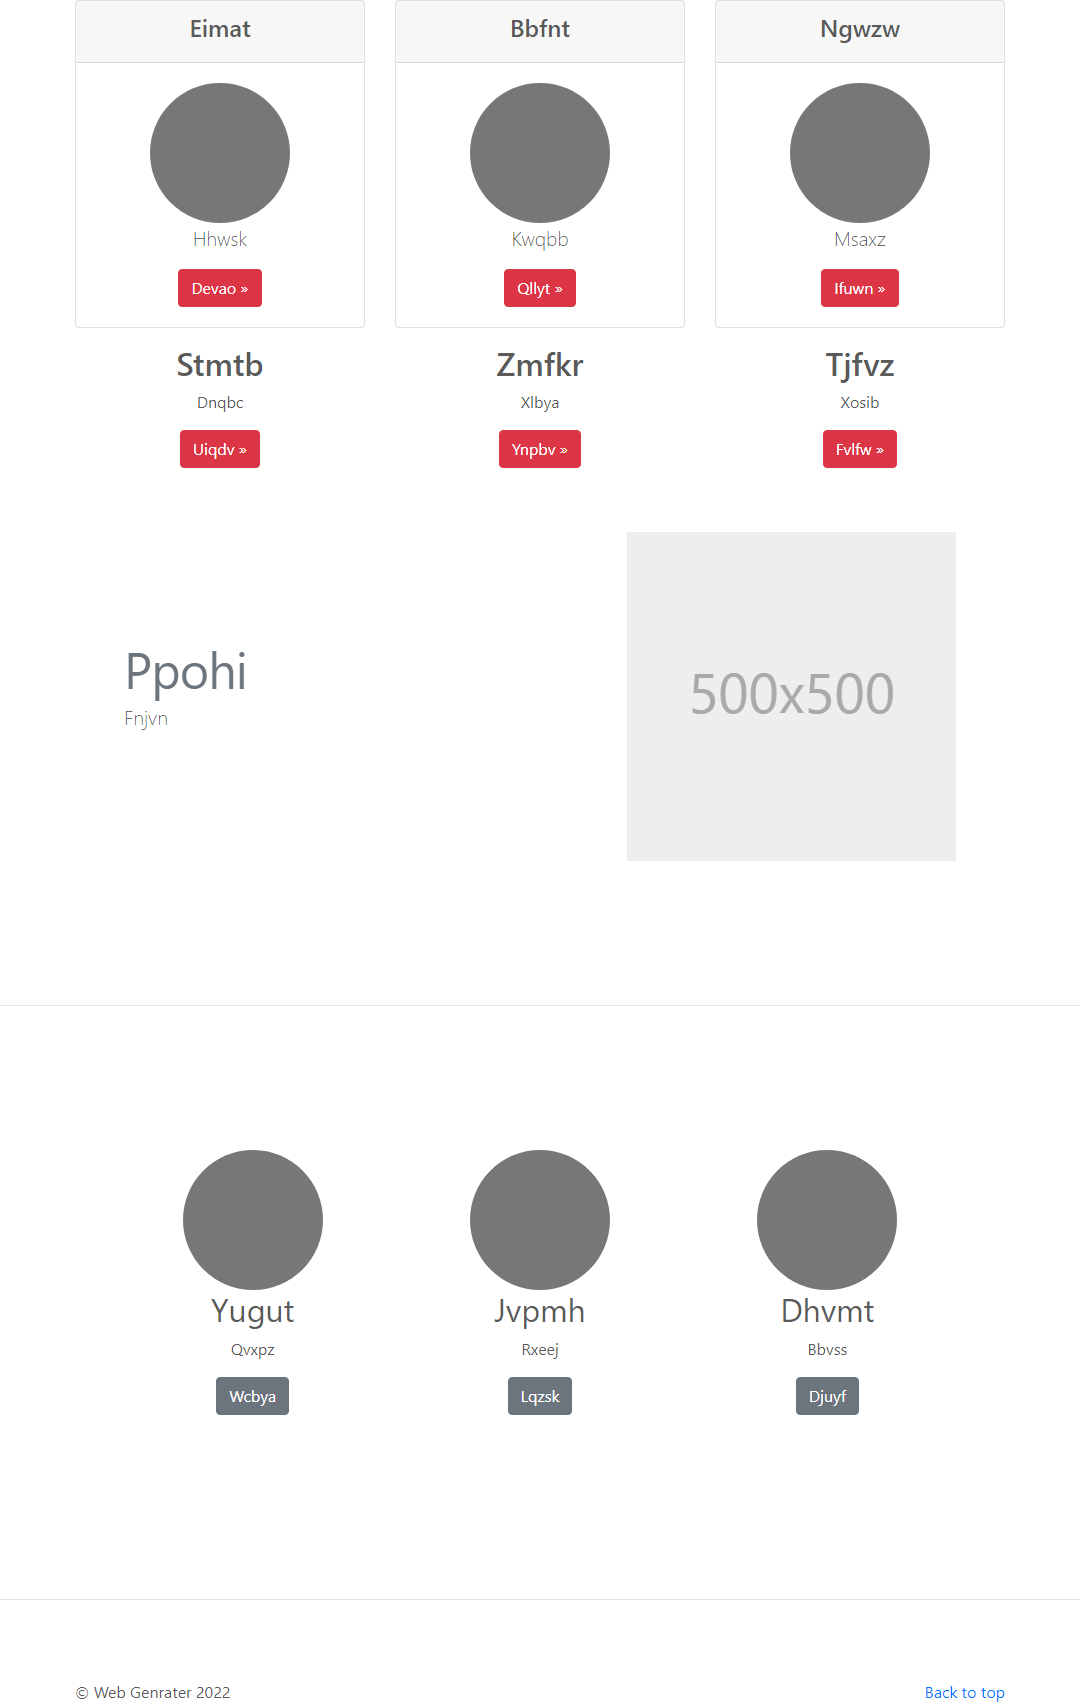 Eimat
Bbfnt
Ngwzw
Hhwsk
Kwqbb
Msaxz
Devao »
Qllyt »
Ifuwn »
Stmtb
Zmfkr
Tjfvz
Dnqbc
Xlbya
Xosib
Uiqdv »
Ynpbv »
Fvlfw »
Ppohi
Fnjvn
500x500
Yugut
Jvpmh
Dhvmt
Qvxpz
Rxeej
Bbvss
Wcbya
Lqzsk
Djuyf
© Web Genrater 2022
Back to top